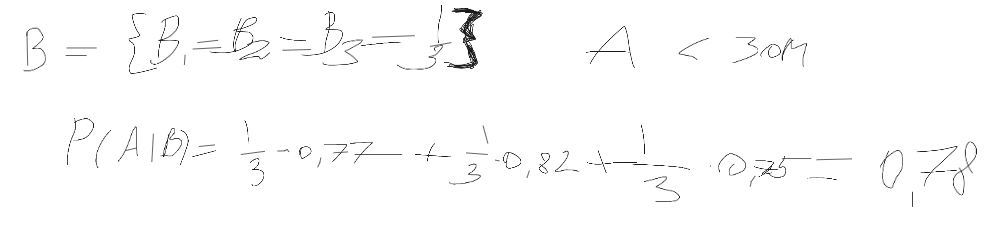 B = {B₁=B₂=B₃=1/3} A < 30м
P(A|B)= 1/3 · 0,77 + 1/3 · 0,82 + 1/3 · 0,75 = 0,78